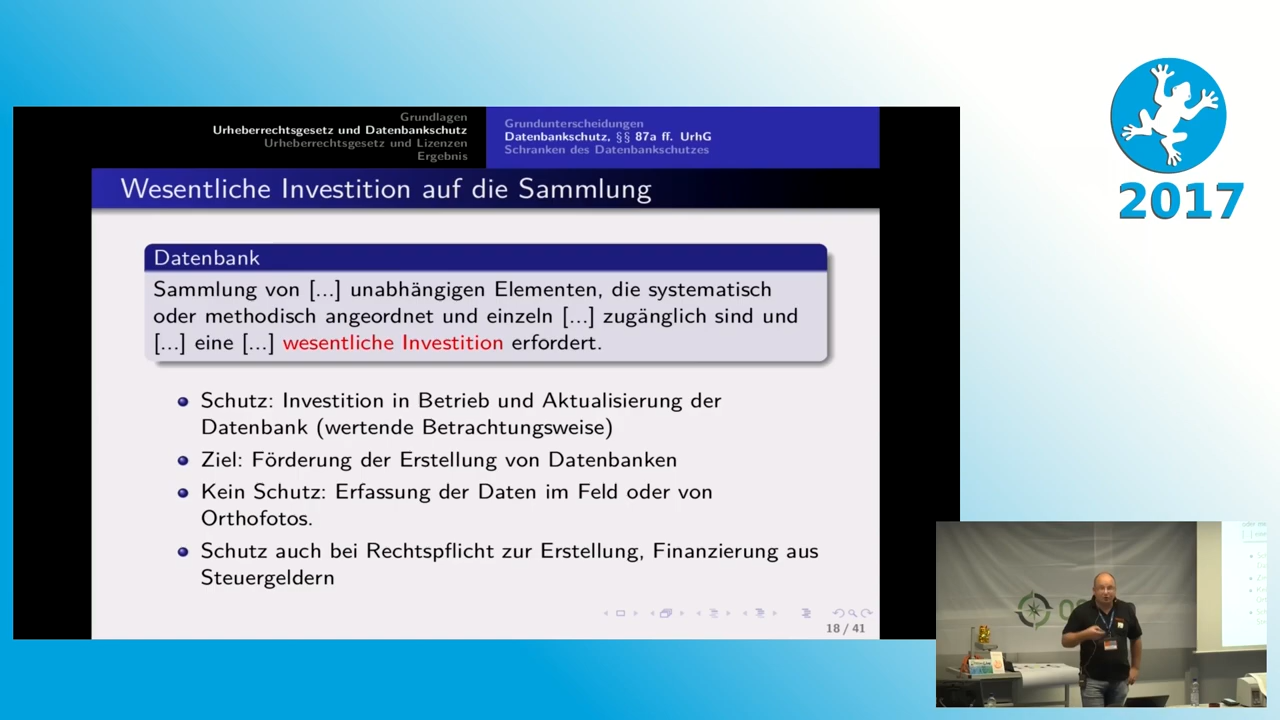 Grundlagen
Urheberrechtsgesetz und Datenbankschutz
Urheberrechtsgesetz und Lizenzen
Ergebnis
Grundunterscheidungen
Datenbankschutz, §§ 87a ff. UrhG
Schranken des Datenbankschutzes
Wesentliche Investition auf die Sammlung
Datenbank
Sammlung von [...] unabhängigen Elementen, die systematisch
oder methodisch angeordnet und einzeln [...] zugänglich sind und
[...] eine [...] wesentliche Investition erfordert.
Schutz: Investition in Betrieb und Aktualisierung der
Datenbank (wertende Betrachtungsweise)
Ziel: Förderung der Erstellung von Datenbanken
Kein Schutz: Erfassung der Daten im Feld oder von
Orthofotos.
Schutz auch bei Rechtspflicht zur Erstellung, Finanzierung aus
Steuergeldern
18 / 41
2017